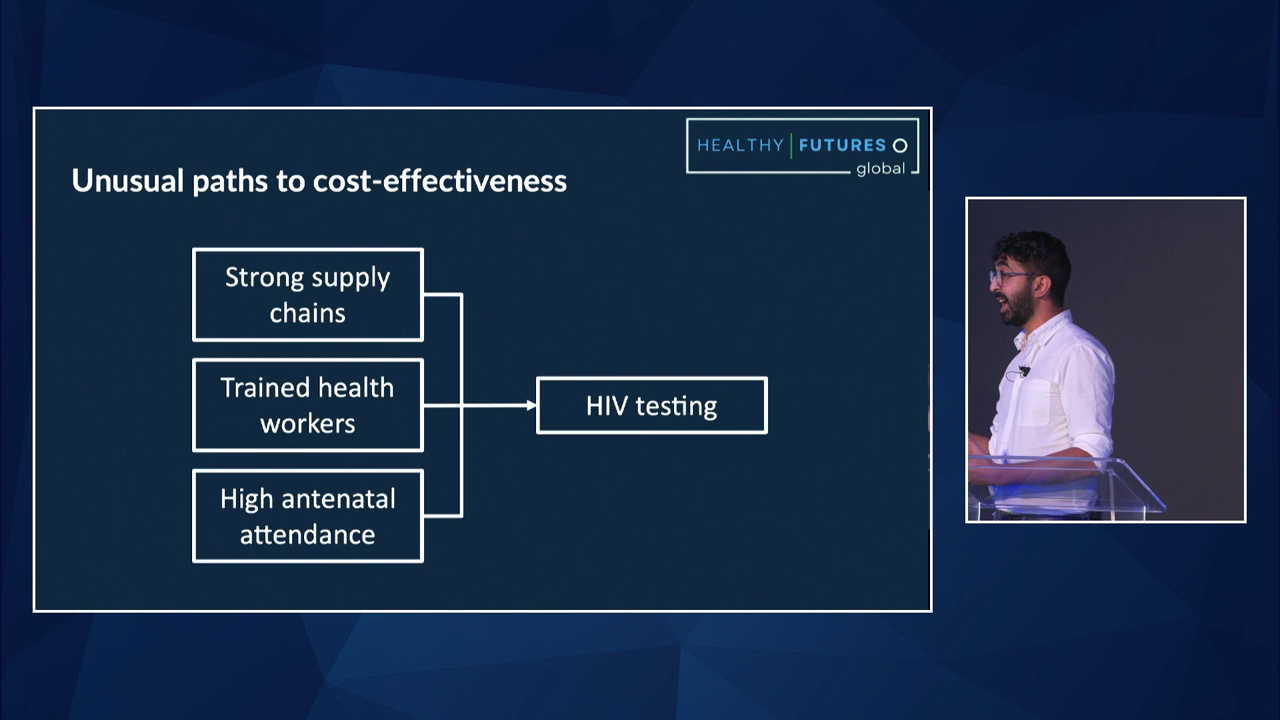 HEALTHY | FUTURES
global
Unusual paths to cost-effectiveness
Strong supply
chains
Trained health
workers
High antenatal
attendance
HIV testing